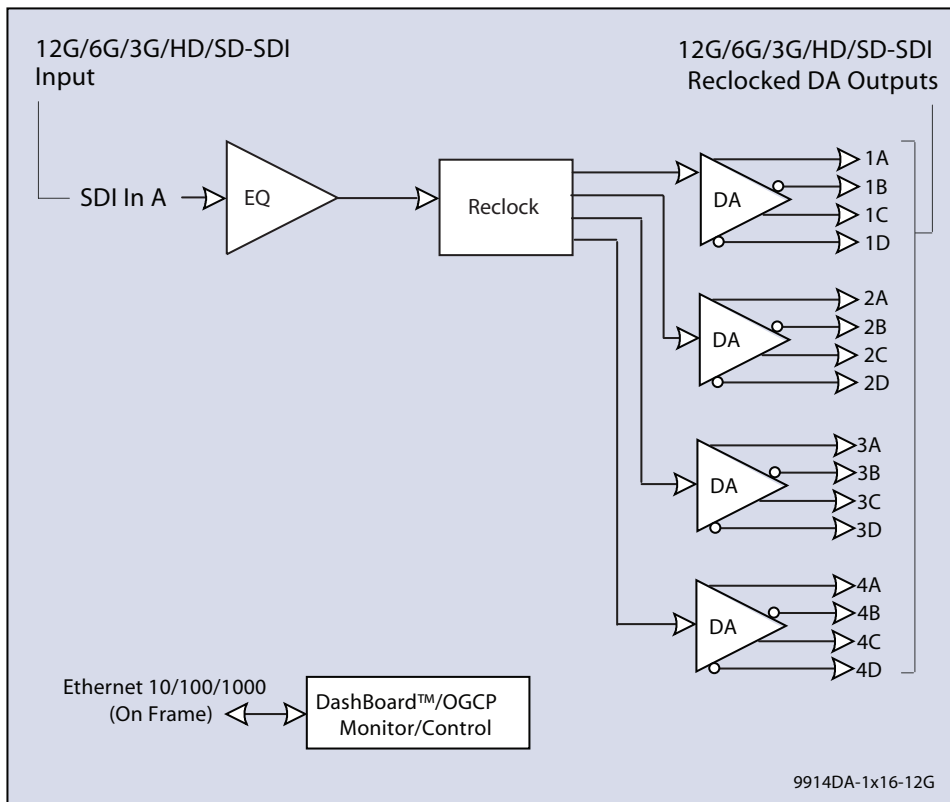 12G/6G/3G/HD/SD-SDI
Input
12G/6G/3G/HD/SD-SDI
Reclocked DA Outputs
SDI In A
EQ
Reclock
DA
1A
1B
1C
1D
DA
2A
2B
2C
2D
DA
3A
3B
3C
3D
DA
4A
4B
4C
4D
Ethernet 10/100/1000
(On Frame)
DashBoard™/OGCP
Monitor/Control
9914DA-1x16-12G